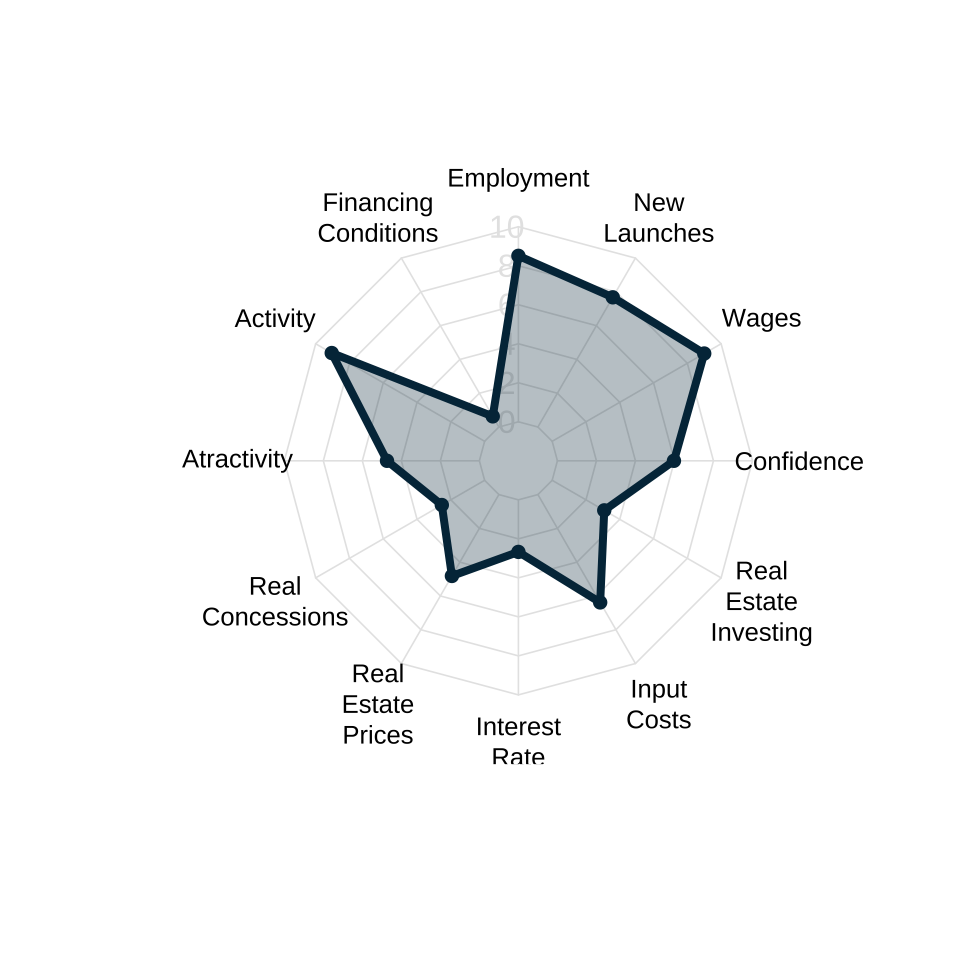 Employment
Financing
Conditions
New
Launches
10
8
6
4
2
0
Activity
Wages
Atractivity
Confidence
Real
Concessions
Real
Estate
Investing
Real
Estate
Prices
Input
Costs
Interest
Rate